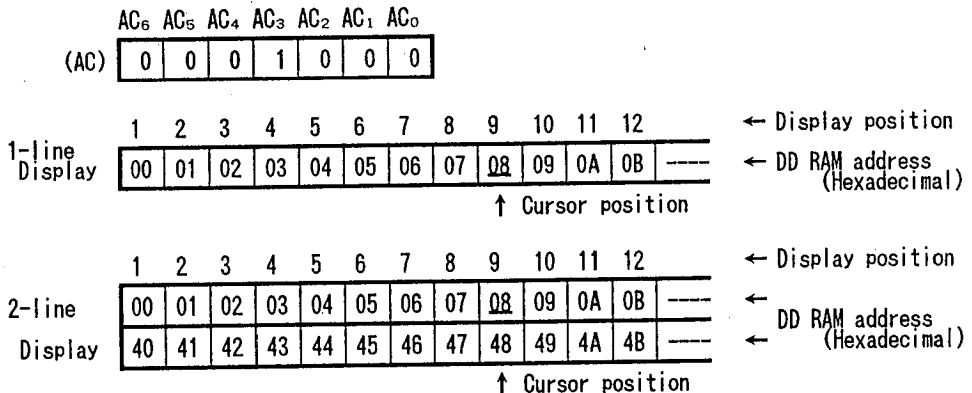 AC₆ AC₅ AC₄ AC₃ AC₂ AC₁ AC₀
(AC) 0 0 0 1 0 0 0
1 2 3 4 5 6 7 8 9 10 11 12 ← Display position
1-line Display 00 01 02 03 04 05 06 07 08 09 0A 0B ---- ← DD RAM address (Hexadecimal)
↑ Cursor position
1 2 3 4 5 6 7 8 9 10 11 12 ← Display position
2-line 00 01 02 03 04 05 06 07 08 09 0A 0B ---- ←
Display 40 41 42 43 44 45 46 47 48 49 4A 4B ---- ← DD RAM address (Hexadecimal)
↑ Cursor position